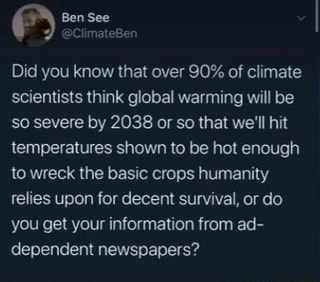 Ben See
@ClimateBen
Did you know that over 90% of climate
scientists think global warming will be
so severe by 2038 or so that we'll hit
temperatures shown to be hot enough
to wreck the basic crops humanity
relies upon for decent survival, or do
you get your information from ad-
dependent newspapers?